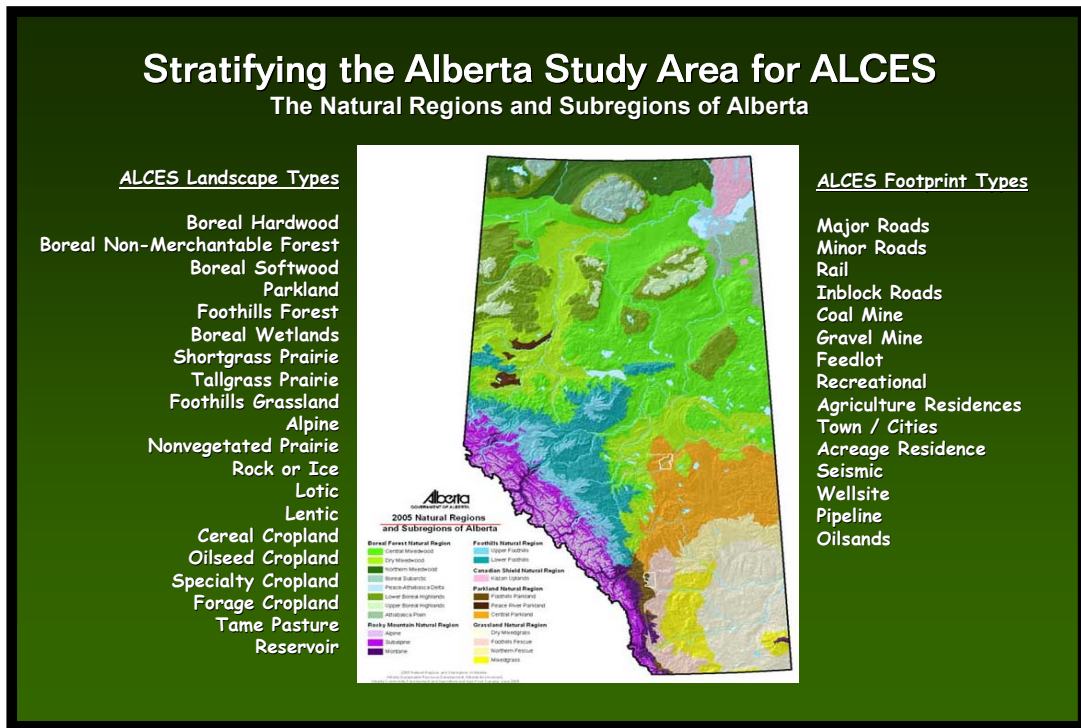 Stratifying the Alberta Study Area for ALCES
The Natural Regions and Subregions of Alberta
ALCES Landscape Types
Boreal Hardwood
Boreal Non-Merchantable Forest
Boreal Softwood
Parkland
Foothills Forest
Boreal Wetlands
Shortgrass Prairie
Tallgrass Prairie
Foothills Grassland
Alpine
Nonvegetated Prairie
Rock or Ice
Lotic
Lentic
Cereal Cropland
Oilseed Cropland
Specialty Cropland
Forage Cropland
Tame Pasture
Reservoir
Alberta
GOVERNMENT OF ALBERTA
2005 Natural Regions
and Subregions of Alberta
Boreal Forest Natural Region
Central Mixedwood
Dry Mixedwood
Northern Mixedwood
Boreal Subarctic
Peace-Athabasca Delta
Lower Boreal Highlands
Upper Boreal Highlands
Athabasca Plain
Rocky Mountain Natural Region
Alpine
Subalpine
Montane
Foothills Natural Region
Upper Foothills
Lower Foothills
Canadian Shield Natural Region
Kazan Uplands
Parkland Natural Region
Foothills Parkland
Peace River Parkland
Central Parkland
Grassland Natural Region
Dry Mixedgrass
Foothills Fescue
Northern Fescue
Mixedgrass
ALCES Footprint Types
Major Roads
Minor Roads
Rail
Inblock Roads
Coal Mine
Gravel Mine
Feedlot
Recreational
Agriculture Residences
Town / Cities
Acreage Residence
Seismic
Wellsite
Pipeline
Oilsands